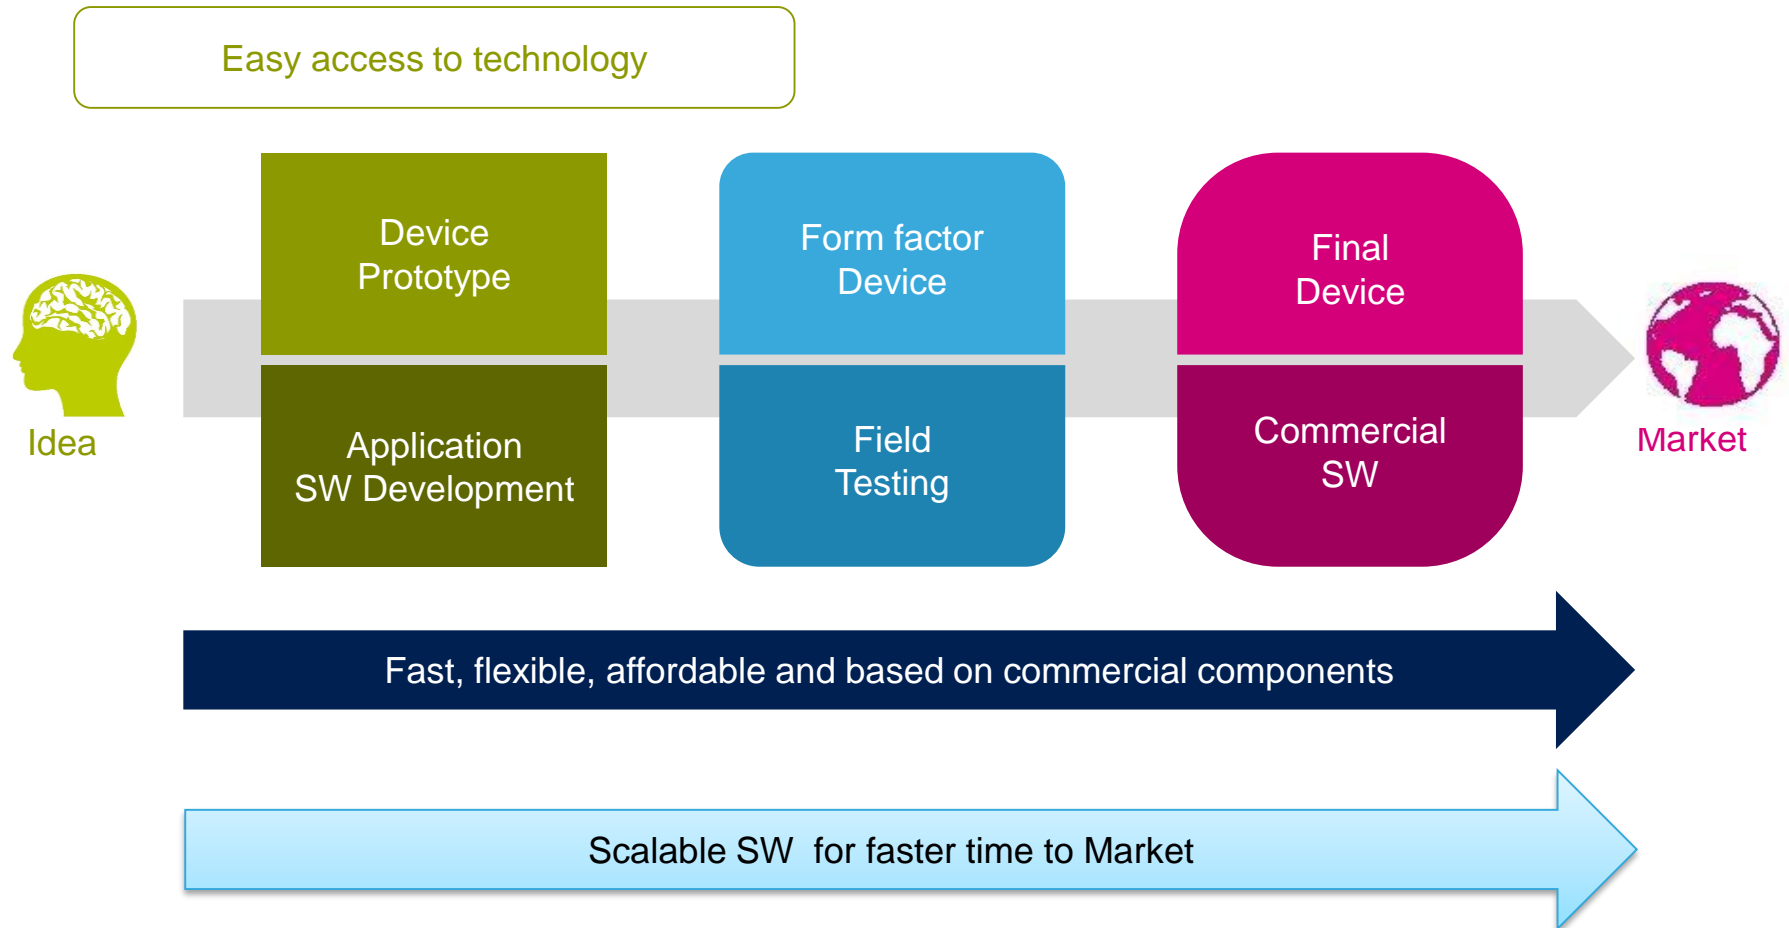 Easy access to technology
Device
Prototype
Application
SW Development
Form factor
Device
Field
Testing
Final
Device
Commercial
SW
Idea
Market
Fast, flexible, affordable and based on commercial components
Scalable SW  for faster time to Market